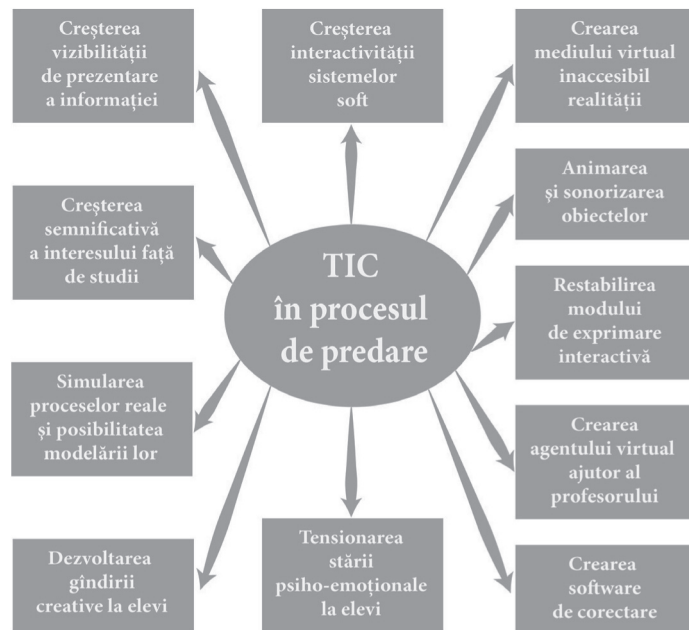 Creșterea
vizibilității
de prezentare
a informației
Creșterea
interactivității
sistemelor
soft
Crearea
mediului virtual
inaccesibil
realității
Creșterea
semnificativă
a interesului față
de studii
Animarea
și sonorizarea
obiectelor
TIC
în procesul
de predare
Restabilirea
modului
de exprimare
interactivă
Simularea
proceselor reale
și posibilitatea
modelării lor
Crearea
agentului virtual
ajutor al
profesorului
Dezvoltarea
gîndirii
creative la elevi
Tensionarea
stării
psiho-emoționale
la elevi
Crearea
software
de corectare